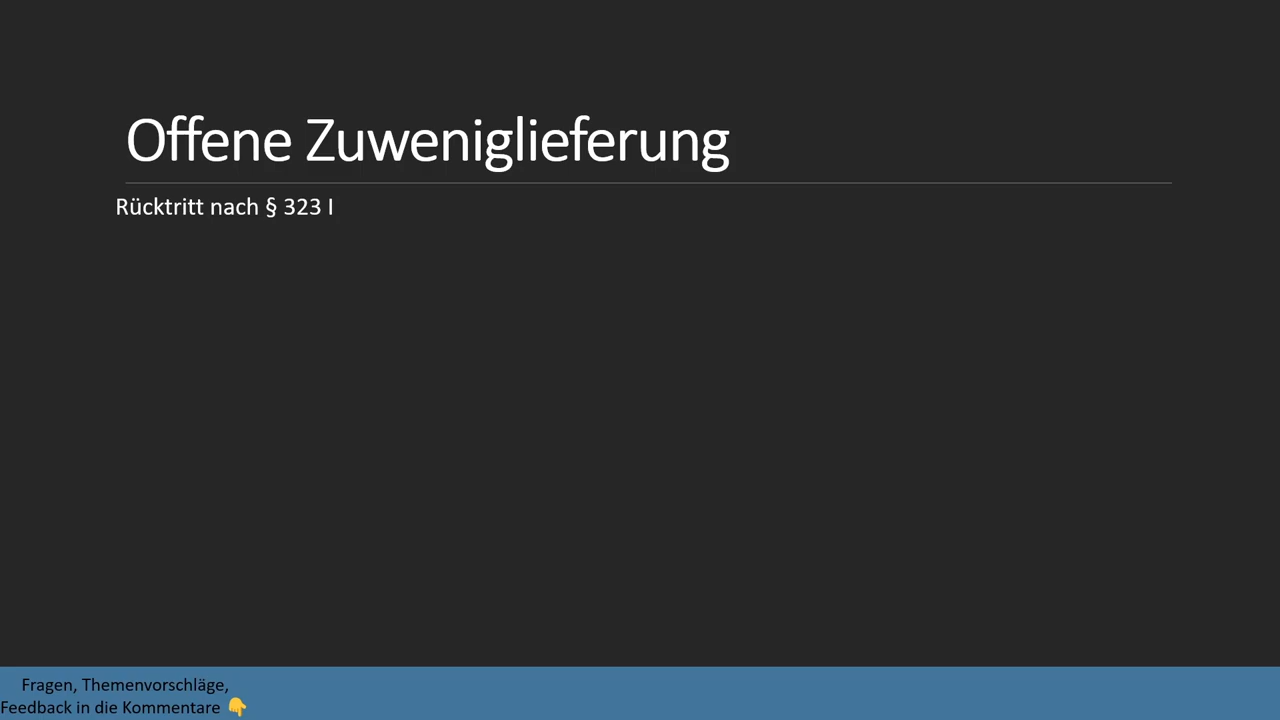 Offene Zuweniglieferung
Rücktritt nach § 323 I
Fragen, Themenvorschläge,
Feedback in die Kommentare 👇